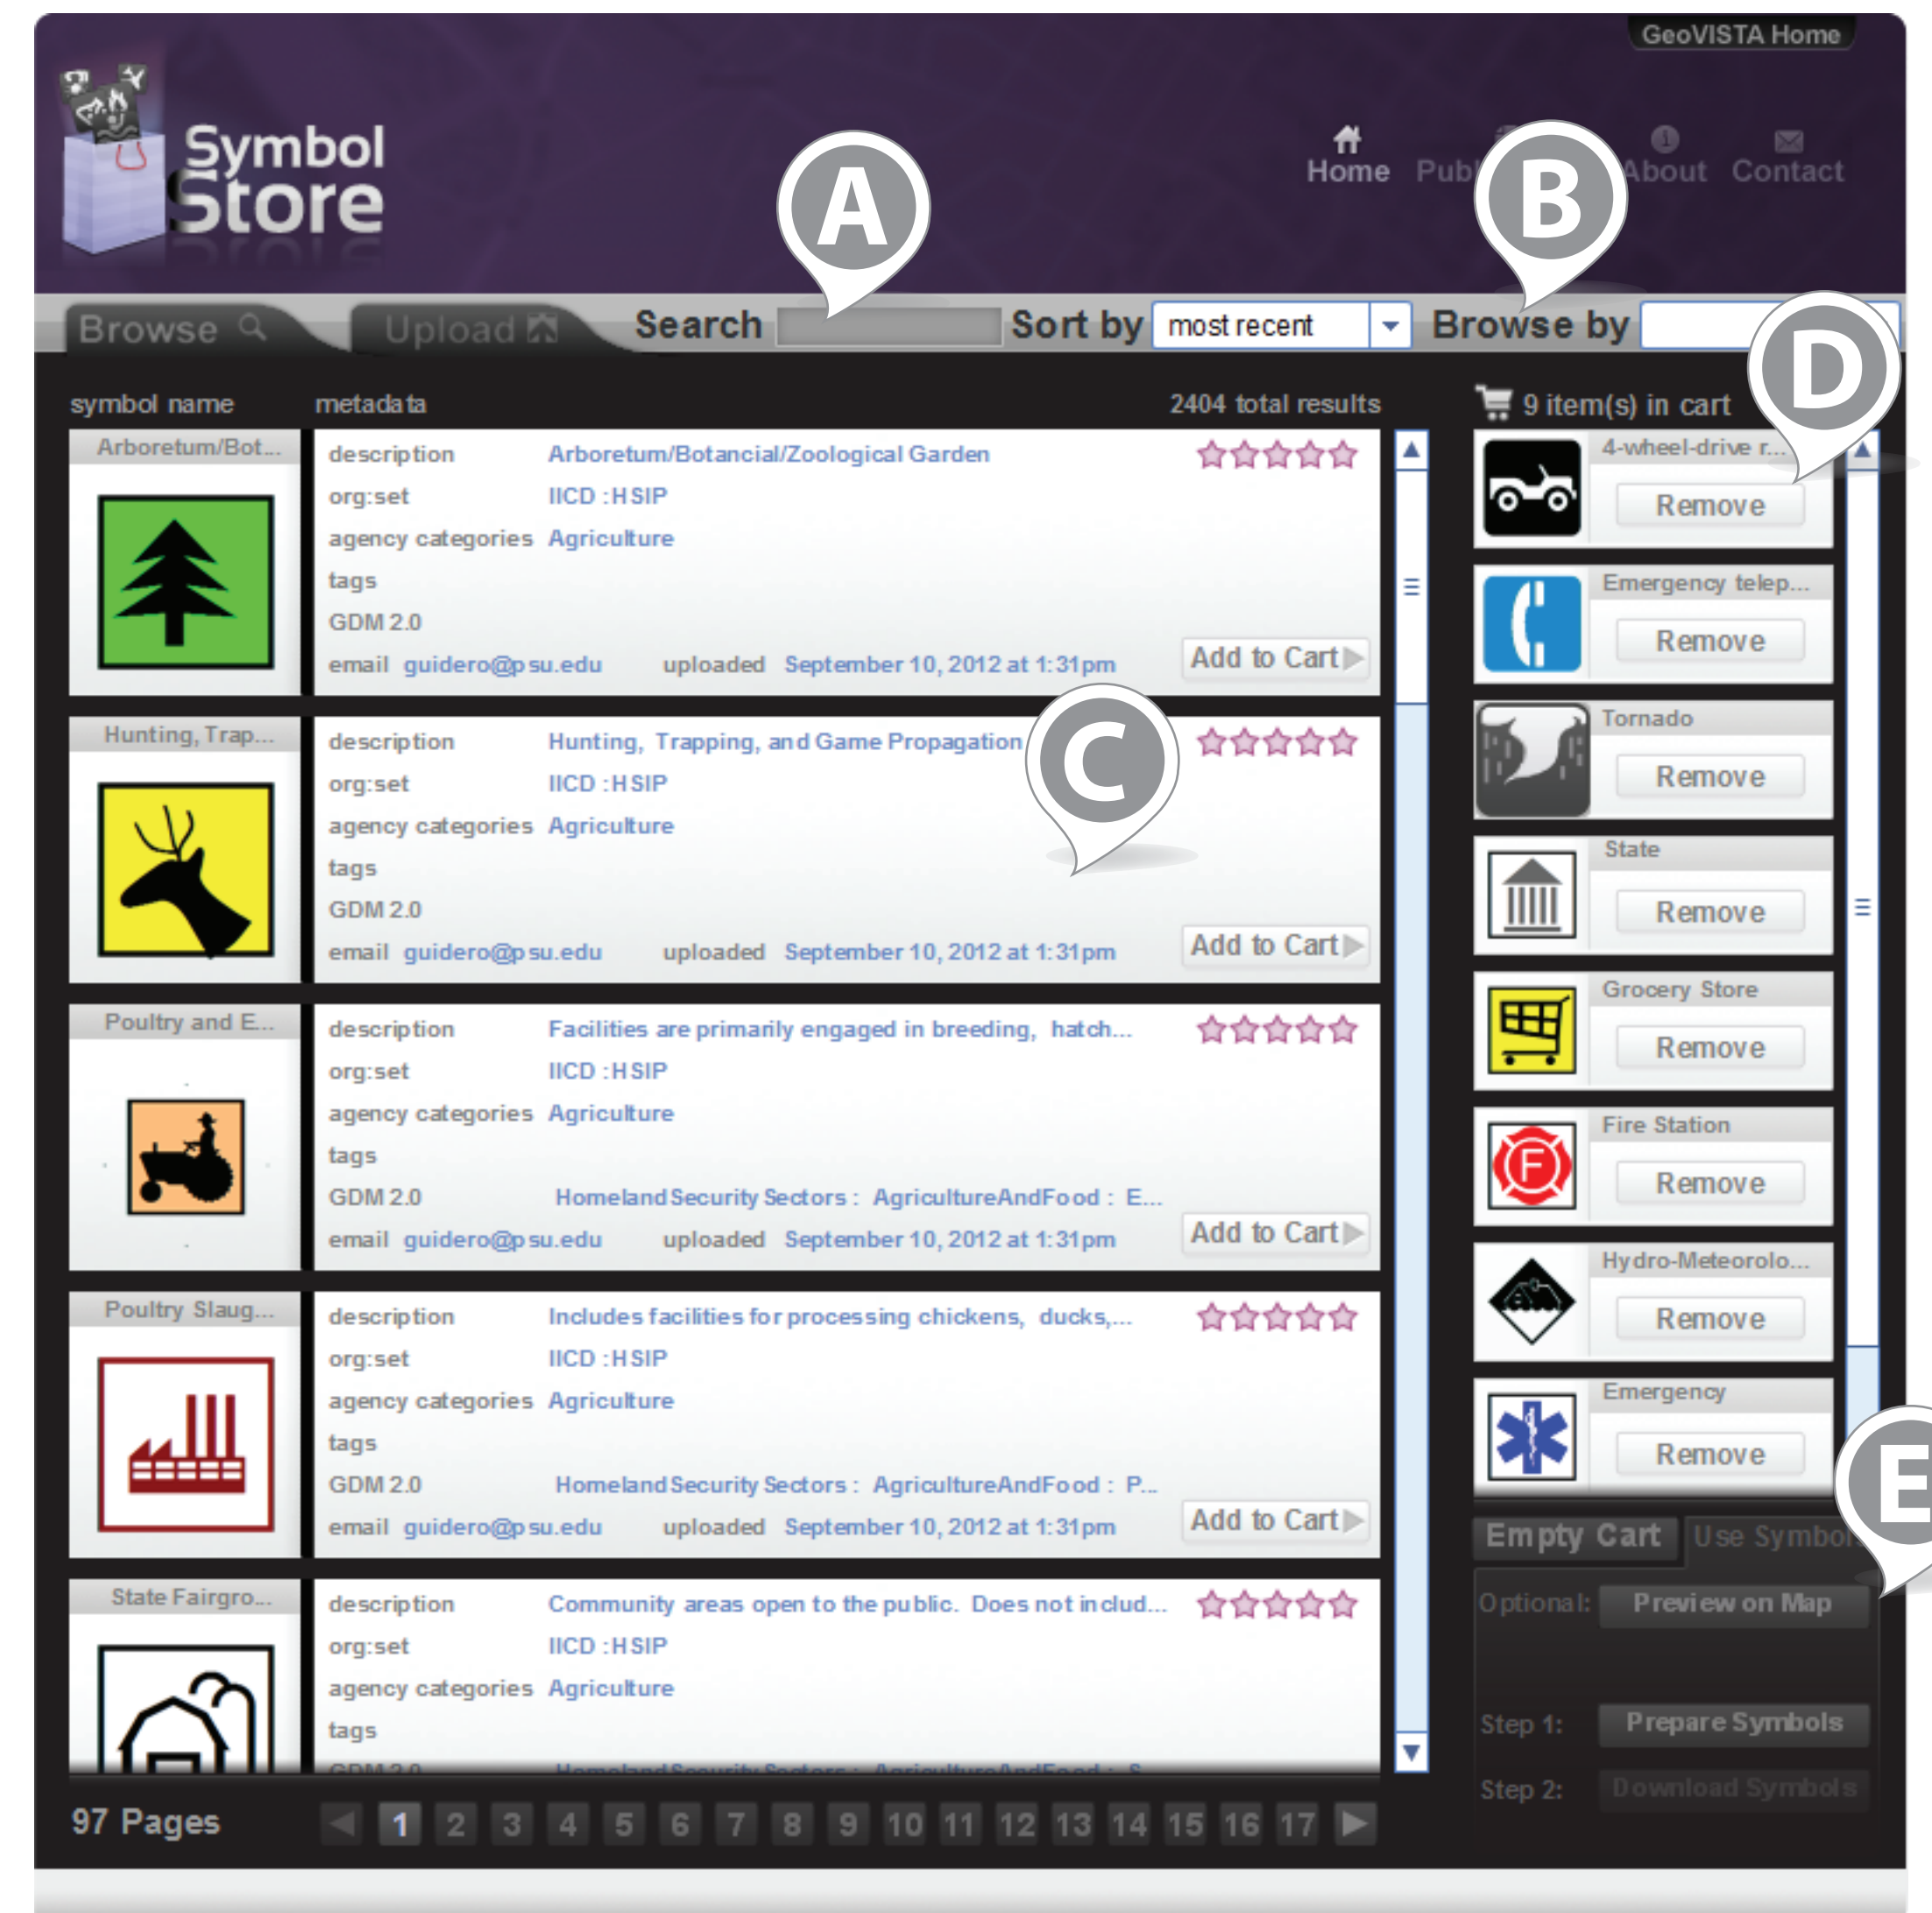 GeoVISTA Home
Symbol
Store
Home Pub About Contact
A
B
Browse Upload Search Sort by most recent Browse by
D
symbol name metadata 2404 total results 9 item(s) in cart
Arboretum/Bot...
description Arboretum/Botancial/Zoological Garden
org:set IICD :HSIP
agency categories Agriculture
tags
GDM 2.0
email guidero@psu.edu uploaded September 10, 2012 at 1:31pm Add to Cart
Hunting, Trap...
description Hunting, Trapping, and Game Propagation
C
org:set IICD :HSIP
agency categories Agriculture
tags
GDM 2.0
email guidero@psu.edu uploaded September 10, 2012 at 1:31pm Add to Cart
Poultry and E...
description Facilities are primarily engaged in breeding, hatch...
org:set IICD :HSIP
agency categories Agriculture
tags
GDM 2.0 Homeland Security Sectors : AgricultureAndFood : E...
email guidero@psu.edu uploaded September 10, 2012 at 1:31pm Add to Cart
Poultry Slaug...
description Includes facilities for processing chickens, ducks,...
org:set IICD :HSIP
agency categories Agriculture
tags
GDM 2.0 Homeland Security Sectors : AgricultureAndFood : P...
email guidero@psu.edu uploaded September 10, 2012 at 1:31pm Add to Cart
State Fairgro...
description Community areas open to the public. Does not includ...
org:set IICD :HSIP
agency categories Agriculture
tags
GDM 2.0 Homeland Security Sectors : AgricultureAndFood : S
97 Pages 1 2 3 4 5 6 7 8 9 10 11 12 13 14 15 16 17
4-wheel-drive r...
Remove
Emergency telep...
Remove
Tornado
Remove
State
Remove
Grocery Store
Remove
Fire Station
F
Remove
Hydro-Meteorolo...
Remove
Emergency
Remove
E
Empty Cart Use Symbol
Optional: Preview on Map
Step 1: Prepare Symbols
Step 2: Download Symbols